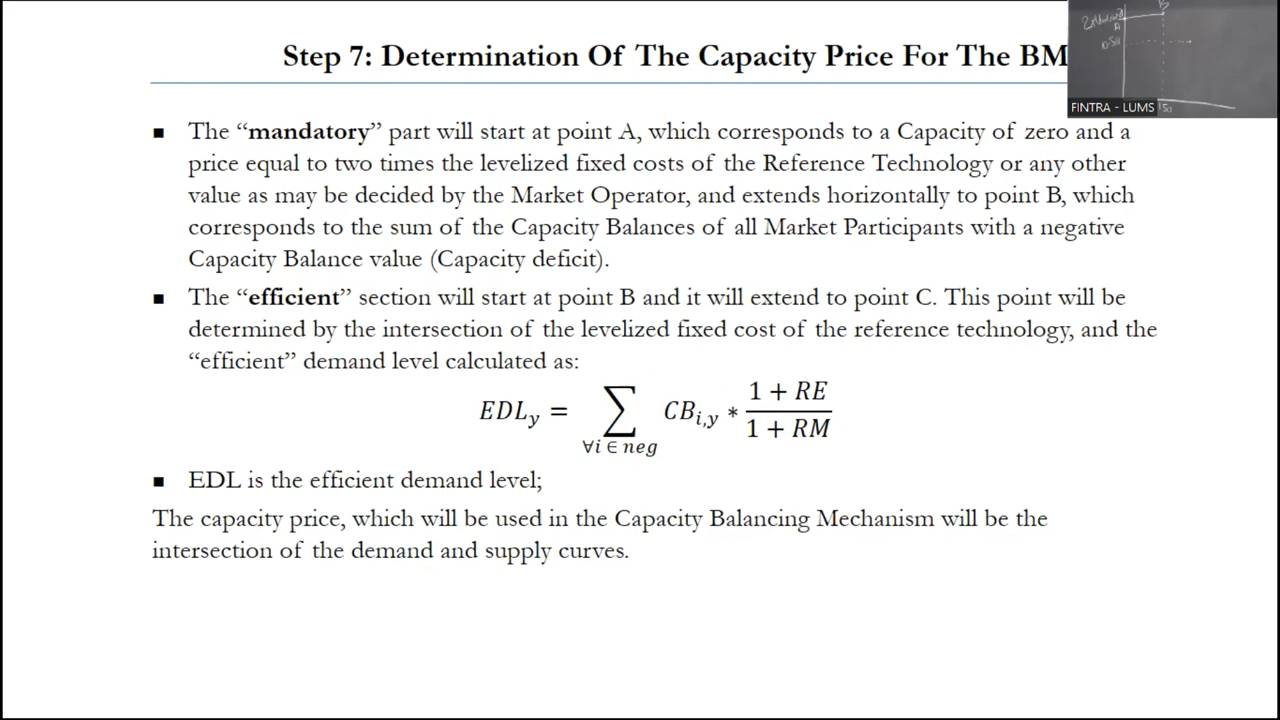 Step 7: Determination Of The Capacity Price For The BM
▪ The “mandatory” part will start at point A, which corresponds to a Capacity of zero and a
price equal to two times the levelized fixed costs of the Reference Technology or any other
value as may be decided by the Market Operator, and extends horizontally to point B, which
corresponds to the sum of the Capacity Balances of all Market Participants with a negative
Capacity Balance value (Capacity deficit).
▪ The “efficient” section will start at point B and it will extend to point C. This point will be
determined by the intersection of the levelized fixed cost of the reference technology, and the
“efficient” demand level calculated as:
EDL_y = ∑_{∀i ∈ neg} CB_{i,y} * (1 + RE)/(1 + RM)
▪ EDL is the efficient demand level;
The capacity price, which will be used in the Capacity Balancing Mechanism will be the
intersection of the demand and supply curves.
B
A
FINTRA - LUMS